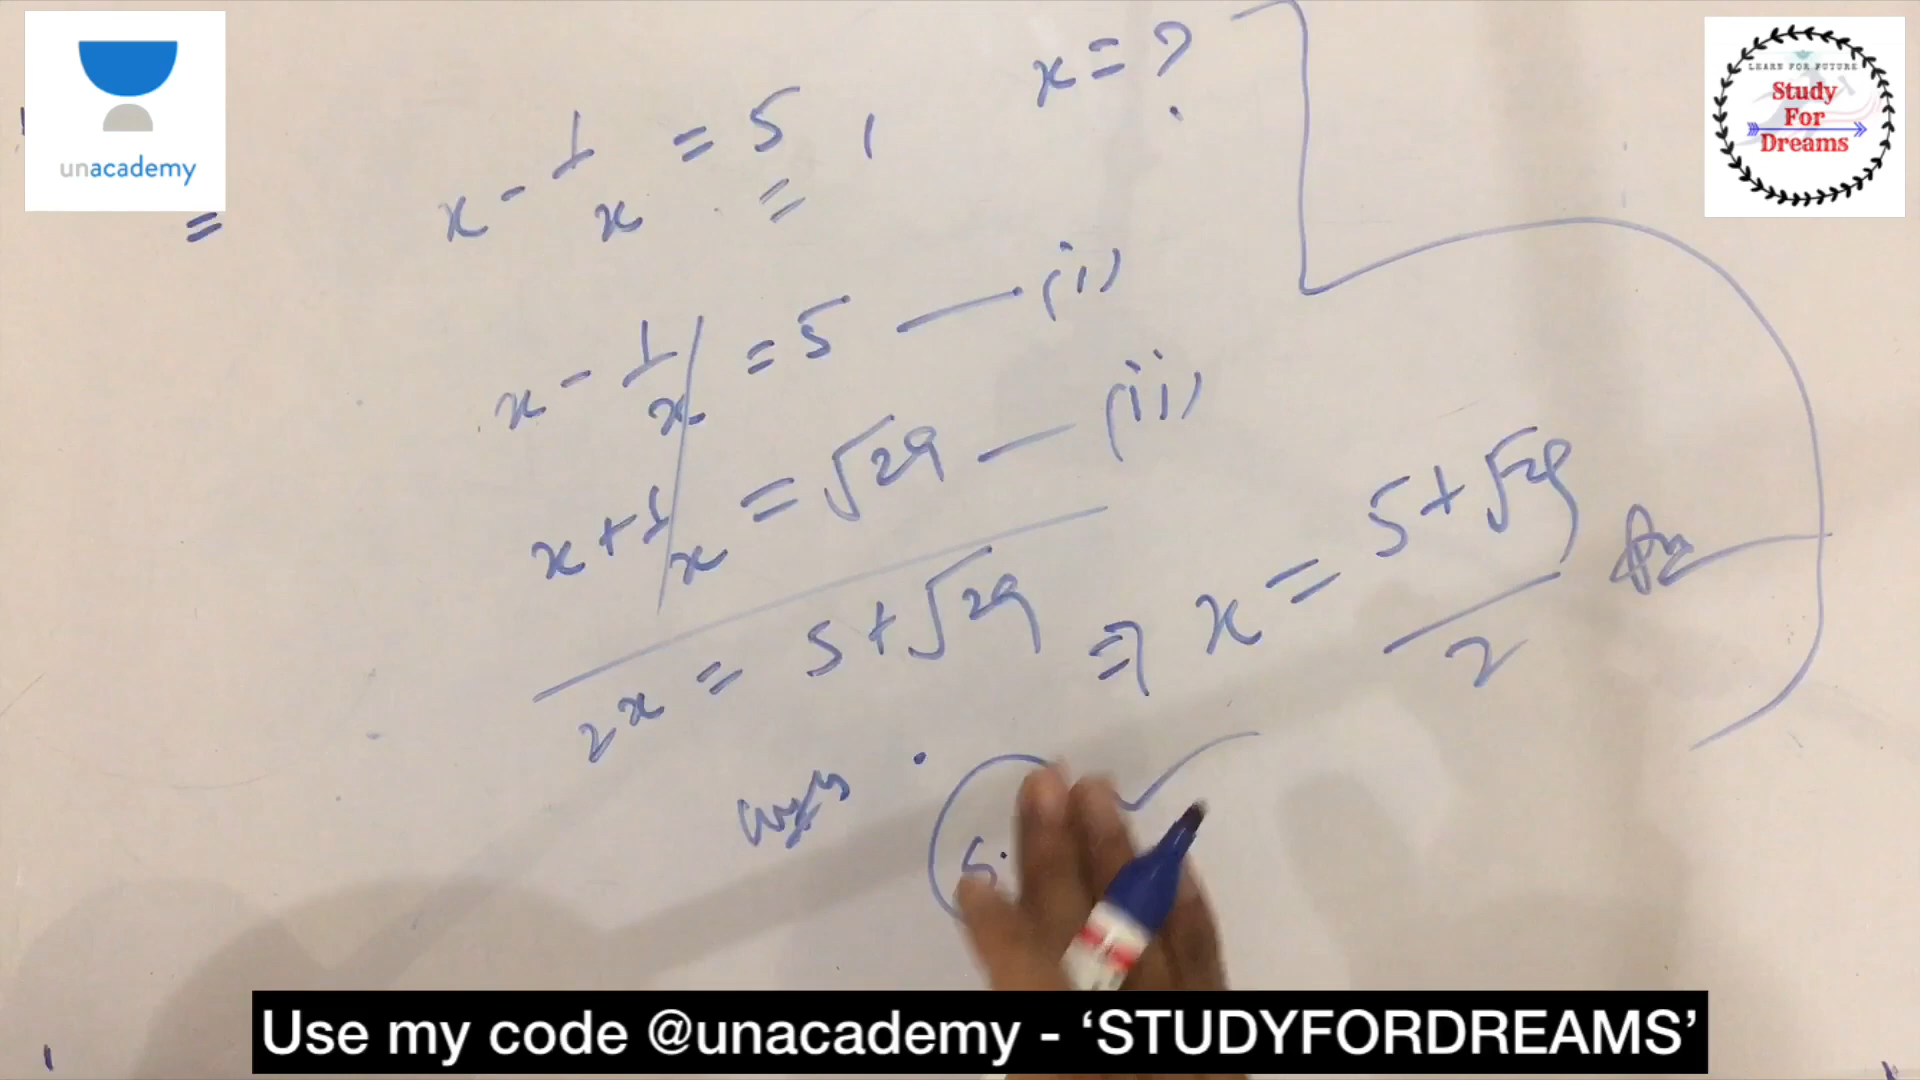 unacademy
LEARN FOR FUTURE
Study
For
Dreams
x = ?
x - 1/x = 5,
=
x - 1/x = 5 — (i)
x + 1/x = √29 — (ii)
2x = 5 + √29 ⇒ x = (5 + √29)/2
5
Use my code @unacademy - ‘STUDYFORDREAMS’